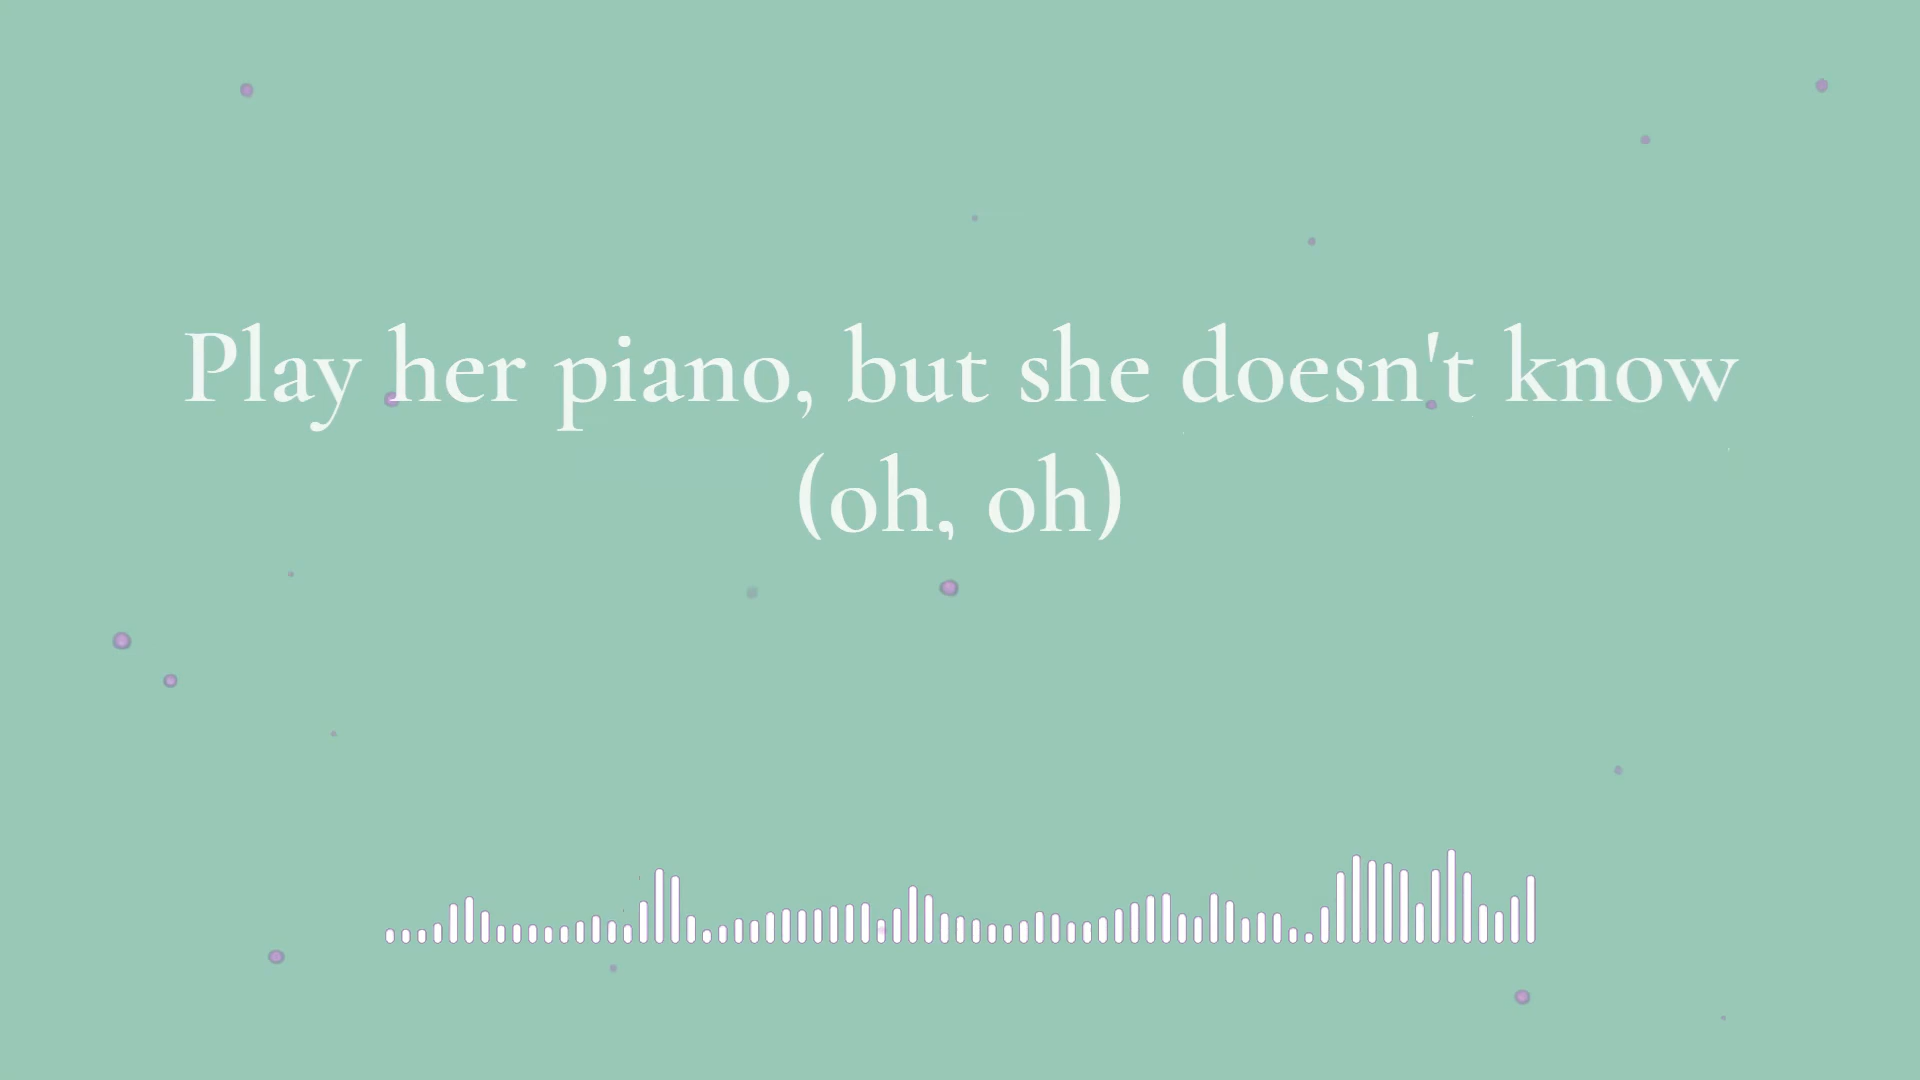 Play her piano, but she doesn't know
(oh, oh)